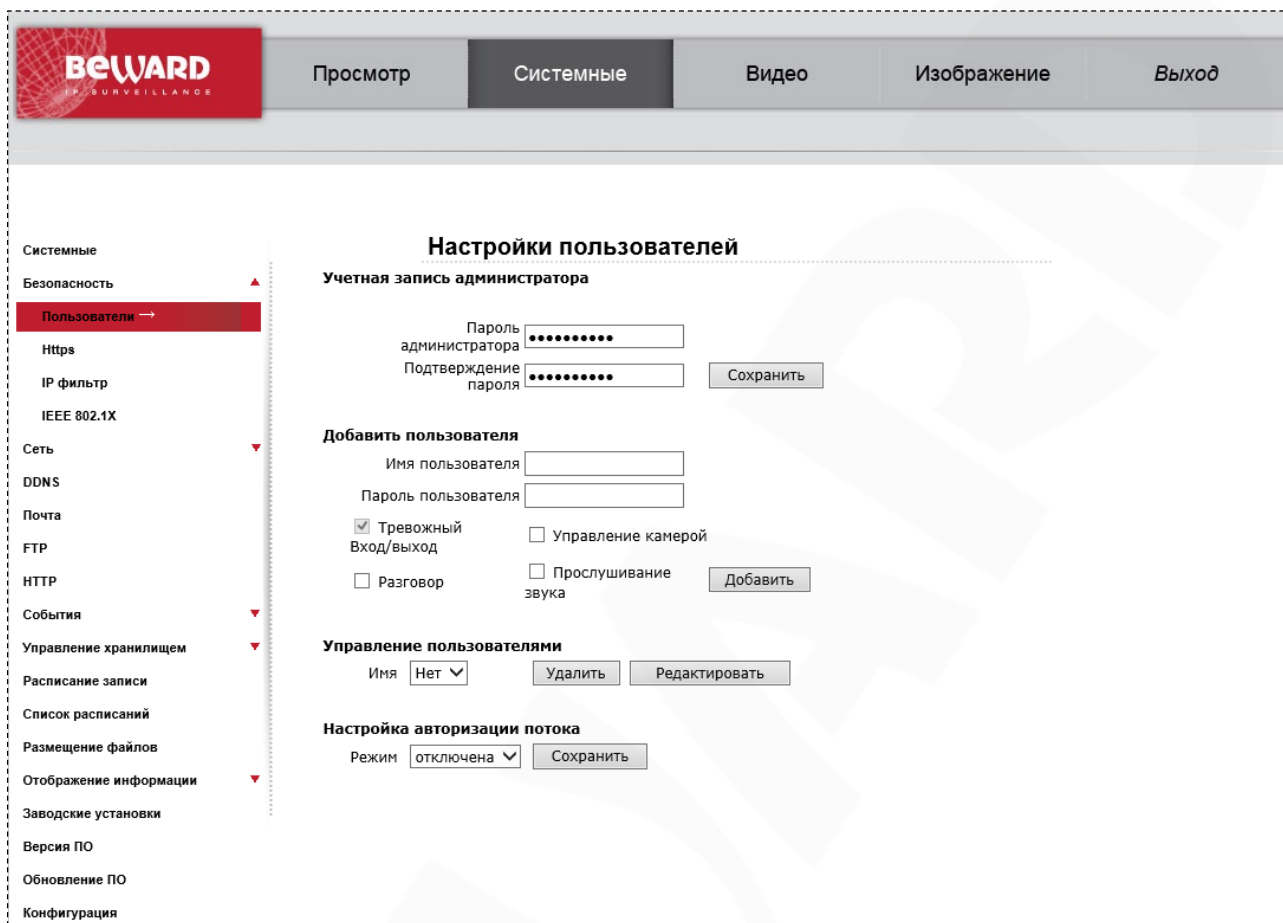 BEWARD
IP SURVEILLANCE
Просмотр
Системные
Видео
Изображение
Выход
Системные
Безопасность
Пользователи →
Https
IP фильтр
IEEE 802.1X
Сеть
DDNS
Почта
FTP
HTTP
События
Управление хранилищем
Расписание записи
Список расписаний
Размещение файлов
Отображение информации
Заводские установки
Версия ПО
Обновление ПО
Конфигурация
Настройки пользователей
Учетная запись администратора
Пароль
администратора ••••••••••
Подтверждение
пароля ••••••••••
Сохранить
Добавить пользователя
Имя пользователя
Пароль пользователя
Тревожный
Вход/выход
Управление камерой
Разговор
Прослушивание
звука
Добавить
Управление пользователями
Имя Нет Удалить Редактировать
Настройка авторизации потока
Режим отключена Сохранить